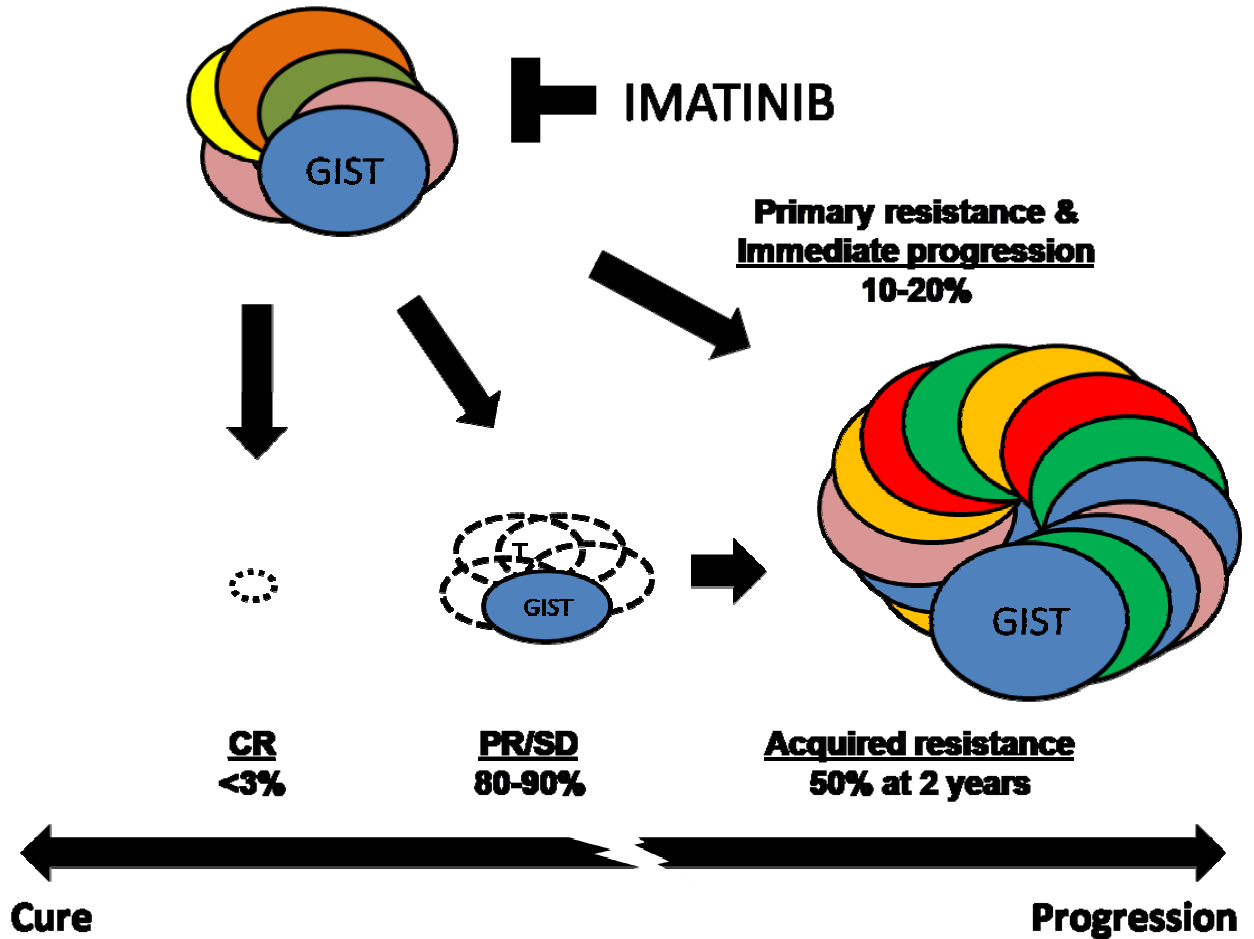 GIST
IMATINIB
Primary resistance &
Immediate progression
10-20%
T
GIST
GIST
CR
<3%
PR/SD
80-90%
Acquired resistance
50% at 2 years
Cure
Progression